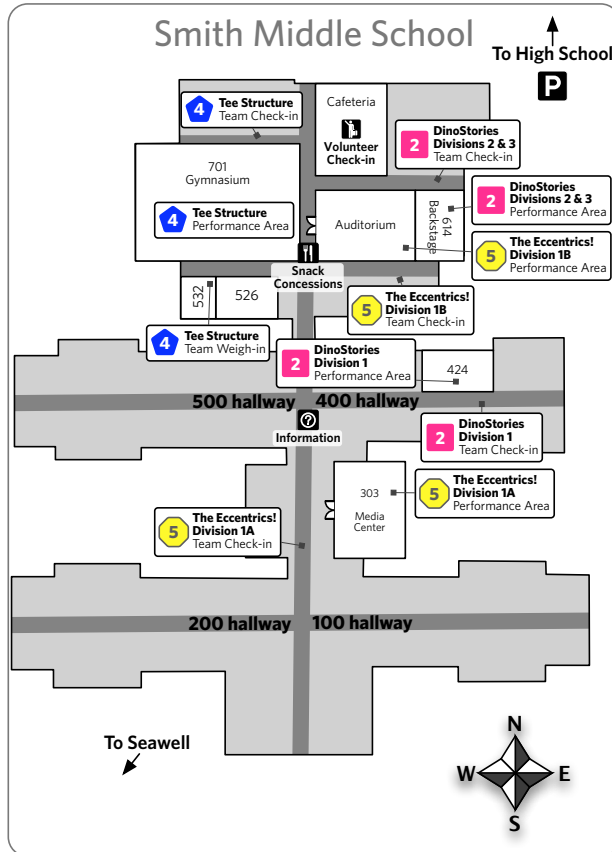 Smith Middle School
To High School
P
Cafeteria
Volunteer
Check-in
4
Tee Structure
Team Check-in
2
DinoStories
Divisions 2 & 3
Team Check-in
701
Gymnasium
4
Tee Structure
Performance Area
Auditorium
614
Backstage
2
DinoStories
Divisions 2 & 3
Performance Area
5
The Eccentrics!
Division 1B
Performance Area
Snack
Concessions
532
526
5
The Eccentrics!
Division 1B
Team Check-in
4
Tee Structure
Team Weigh-in
2
DinoStories
Division 1
Performance Area
424
500 hallway
400 hallway
?
Information
2
DinoStories
Division 1
Team Check-in
303
Media
Center
5
The Eccentrics!
Division 1A
Performance Area
5
The Eccentrics!
Division 1A
Team Check-in
200 hallway
100 hallway
To Seawell
N
W
E
S